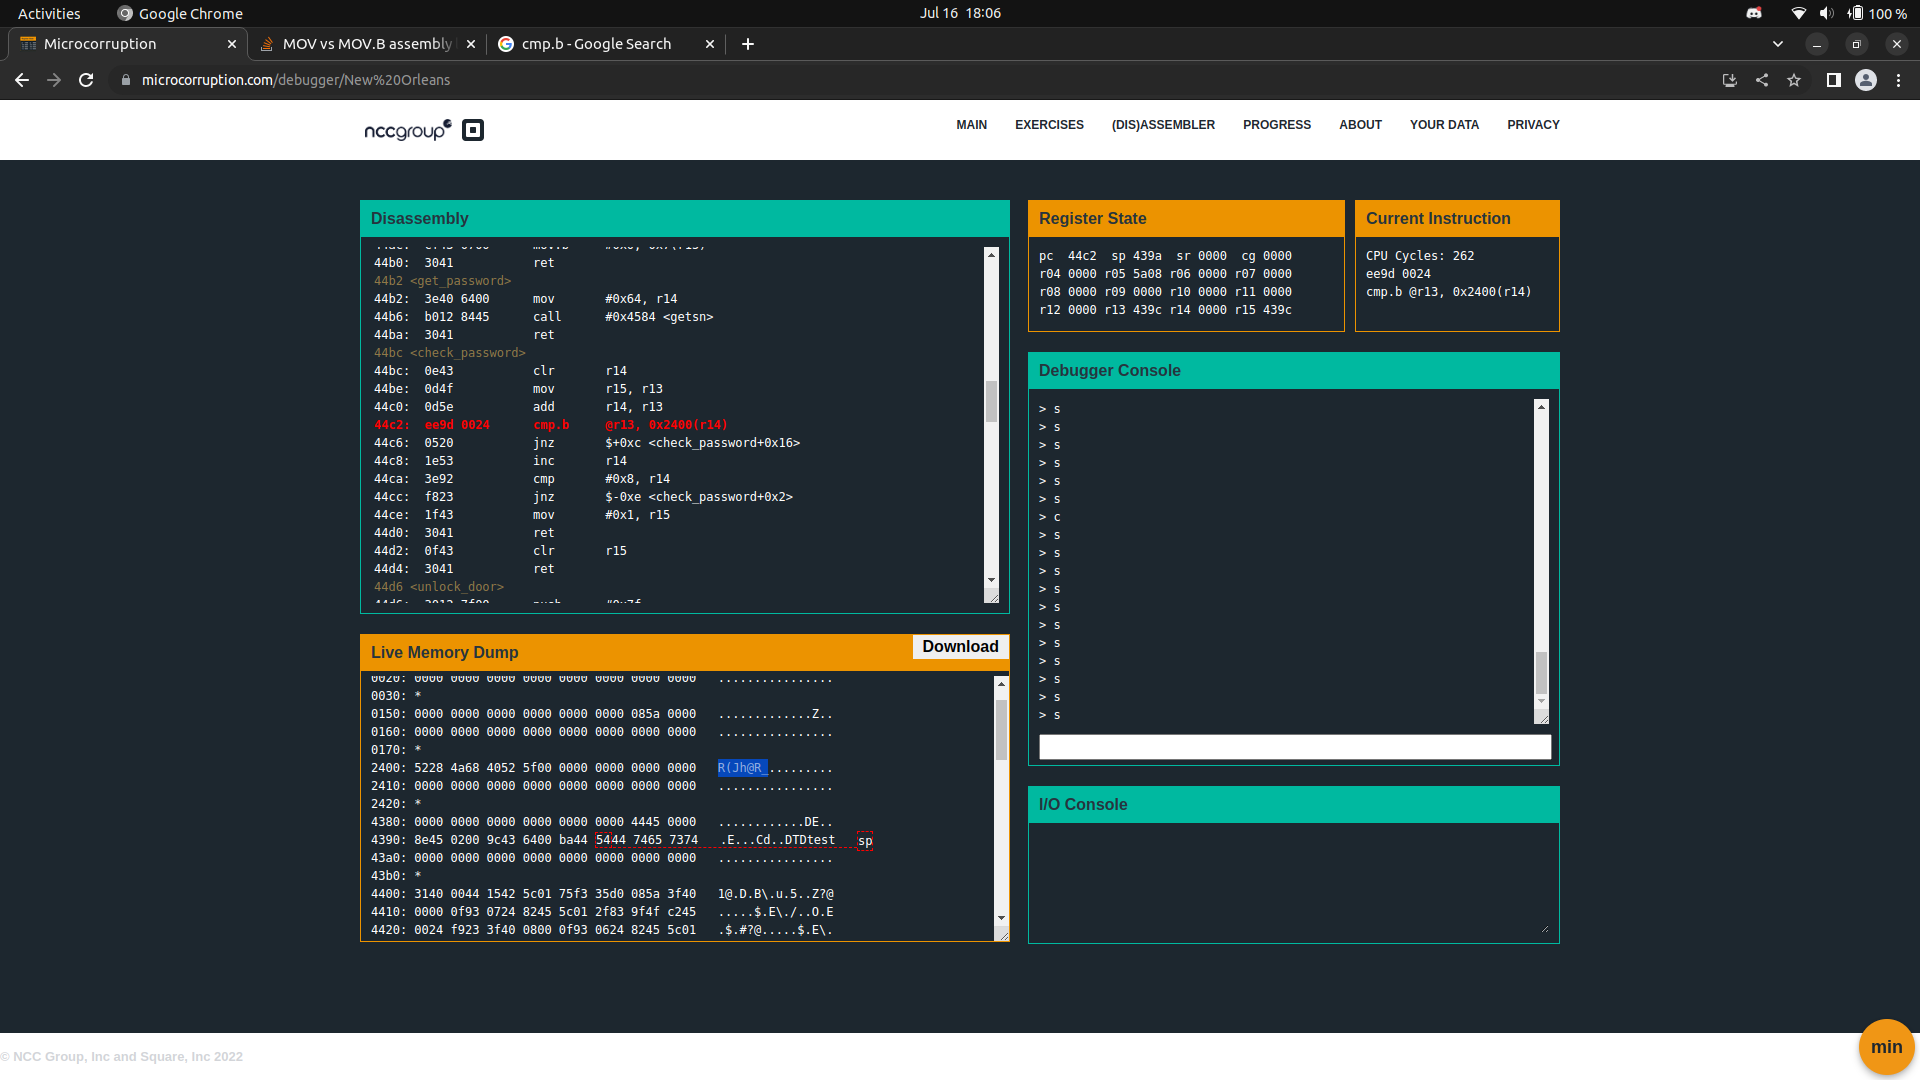 Activities Google Chrome Jul 16 18:06 100 %
Microcorruption MOV vs MOV.B assembly cmp.b - Google Search
microcorruption.com/debugger/New%20Orleans
nccgroup MAIN EXERCISES (DIS)ASSEMBLER PROGRESS ABOUT YOUR DATA PRIVACY
Disassembly
44b0: 3041 ret
44b2 <get_password>
44b2: 3e40 6400 mov #0x64, r14
44b6: b012 8445 call #0x4584 <getsn>
44ba: 3041 ret
44bc <check_password>
44bc: 0e43 clr r14
44be: 0d4f mov r15, r13
44c0: 0d5e add r14, r13
44c2: ee9d 0024 cmp.b @r13, 0x2400(r14)
44c6: 0520 jnz $+0xc <check_password+0x16>
44c8: 1e53 inc r14
44ca: 3e92 cmp #0x8, r14
44cc: f823 jnz $-0xe <check_password+0x2>
44ce: 1f43 mov #0x1, r15
44d0: 3041 ret
44d2: 0f43 clr r15
44d4: 3041 ret
44d6 <unlock_door>
Register State
pc 44c2 sp 439a sr 0000 cg 0000
r04 0000 r05 5a08 r06 0000 r07 0000
r08 0000 r09 0000 r10 0000 r11 0000
r12 0000 r13 439c r14 0000 r15 439c
Current Instruction
CPU Cycles: 262
ee9d 0024
cmp.b @r13, 0x2400(r14)
Debugger Console
> s
> s
> s
> s
> s
> s
> c
> s
> s
> s
> s
> s
> s
> s
> s
> s
> s
> s
Live Memory Dump Download
0020: 0000 0000 0000 0000 0000 0000 0000 0000 ................
0030: *
0150: 0000 0000 0000 0000 0000 0000 085a 0000 .............Z..
0160: 0000 0000 0000 0000 0000 0000 0000 0000 ................
0170: *
2400: 5228 4a68 4052 5f00 0000 0000 0000 0000 R(Jh@R_.........
2410: 0000 0000 0000 0000 0000 0000 0000 0000 ................
2420: *
4380: 0000 0000 0000 0000 0000 0000 4445 0000 ............DE..
4390: 8e45 0200 9c43 6400 ba44 5444 7465 7374 .E...Cd..DTDtest sp
43a0: 0000 0000 0000 0000 0000 0000 0000 0000 ................
43b0: *
4400: 3140 0044 1542 5c01 75f3 35d0 085a 3f40 1@.D.B\.u.5..Z?@
4410: 0000 0f93 0724 8245 5c01 2f83 9f4f c245 .....$.E\./..O.E
4420: 0024 f923 3f40 0800 0f93 0624 8245 5c01 .$.#?@.....$.E\.
I/O Console
min
© NCC Group, Inc and Square, Inc 2022